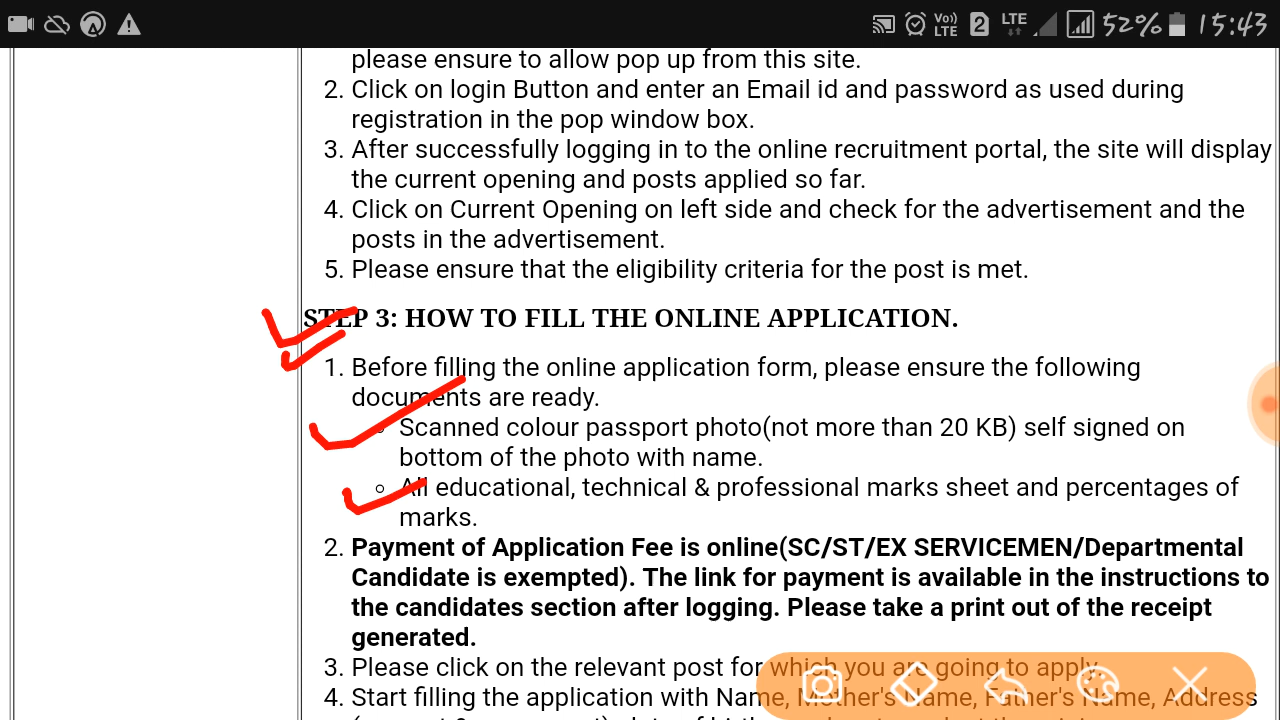 Vo)) LTE 2 LTE 52% 15:43
please ensure to allow pop up from this site.
2. Click on login Button and enter an Email id and password as used during
registration in the pop window box.
3. After successfully logging in to the online recruitment portal, the site will display
the current opening and posts applied so far.
4. Click on Current Opening on left side and check for the advertisement and the
posts in the advertisement.
5. Please ensure that the eligibility criteria for the post is met.
STEP 3: HOW TO FILL THE ONLINE APPLICATION.
1. Before filling the online application form, please ensure the following
documents are ready.
Scanned colour passport photo(not more than 20 KB) self signed on
bottom of the photo with name.
All educational, technical & professional marks sheet and percentages of
marks.
2. Payment of Application Fee is online(SC/ST/EX SERVICEMEN/Departmental
Candidate is exempted). The link for payment is available in the instructions to
the candidates section after logging. Please take a print out of the receipt
generated.
3. Please click on the relevant post for which you are going to apply.
4. Start filling the application with Name, Mother's Name, Father's Name, Address